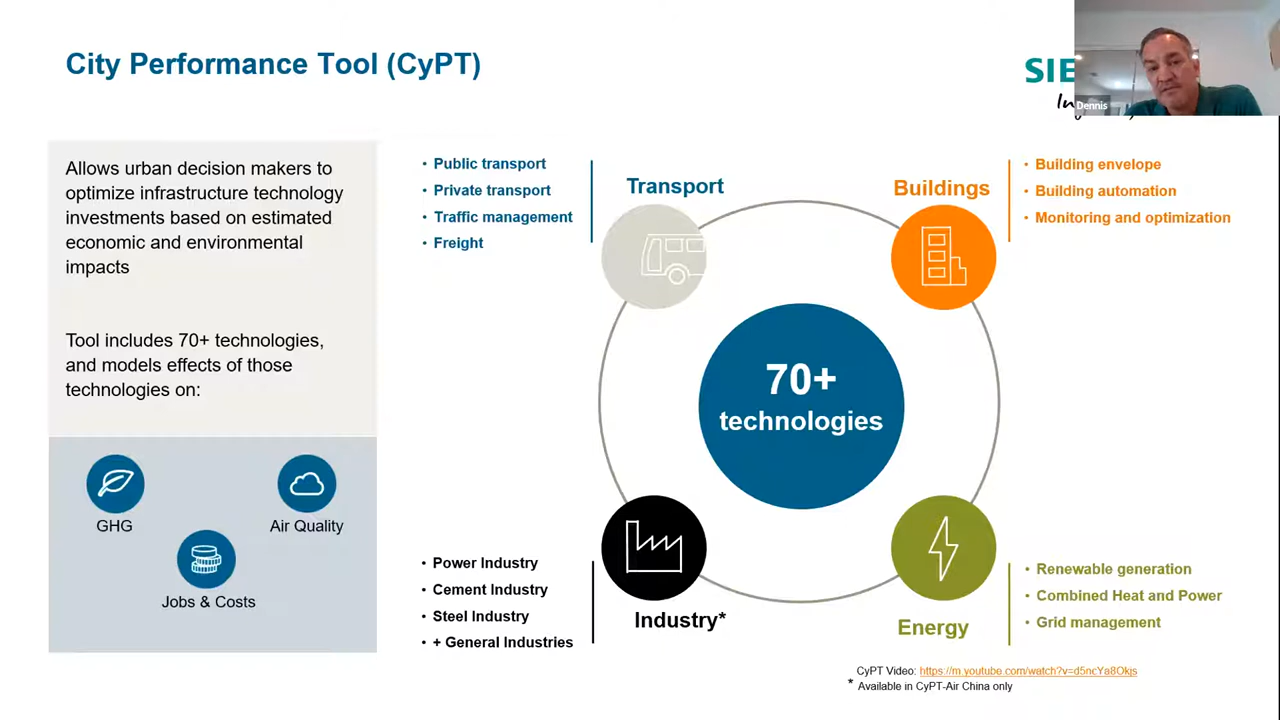 City Performance Tool (CyPT)
SIE
Dennis
Allows urban decision makers to
optimize infrastructure technology
investments based on estimated
economic and environmental
impacts
Tool includes 70+ technologies,
and models effects of those
technologies on:
GHG
Air Quality
Jobs & Costs
• Public transport
• Private transport
• Traffic management
• Freight
Transport
Buildings
• Building envelope
• Building automation
• Monitoring and optimization
70+
technologies
• Power Industry
• Cement Industry
• Steel Industry
• + General Industries
Industry*
Energy
• Renewable generation
• Combined Heat and Power
• Grid management
CyPT Video: https://m.youtube.com/watch?v=d5ncYa8Okjs
* Available in CyPT-Air China only